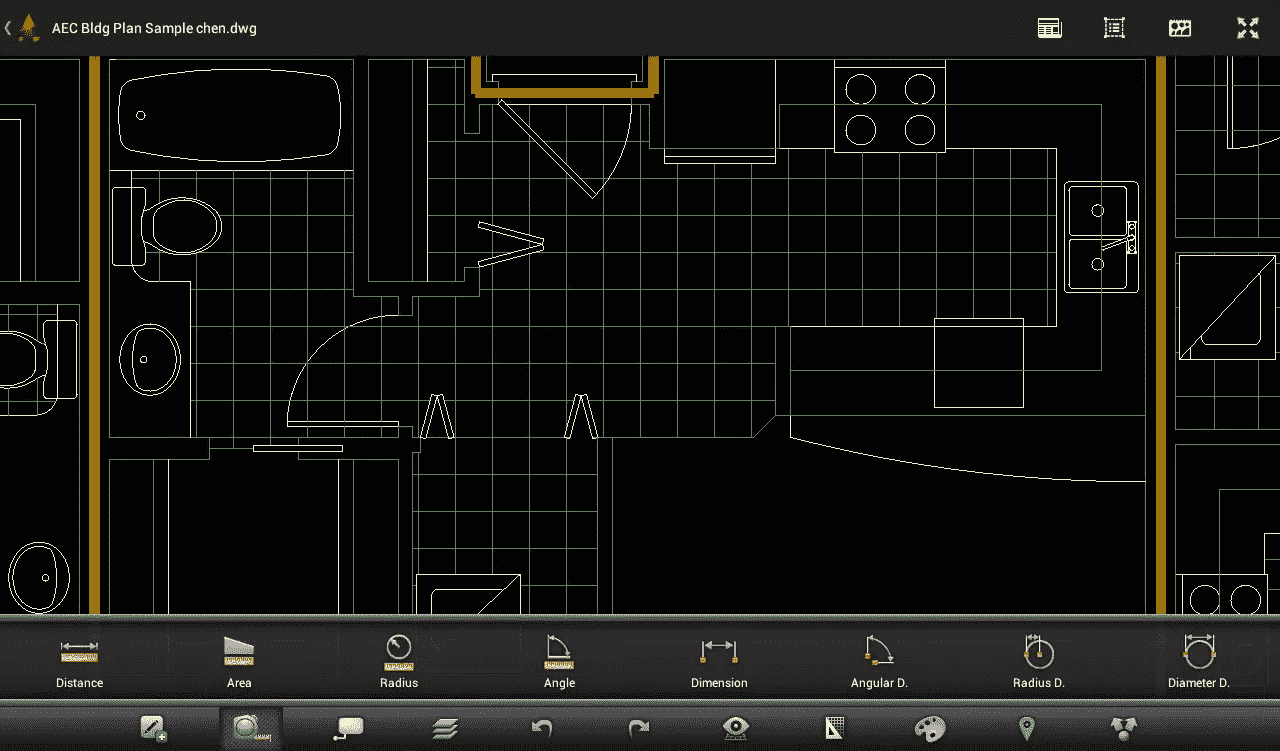 AEC Bldg Plan Sample chen.dwg
Distance
Area
Radius
Angle
Dimension
Angular D.
Radius D.
Diameter D.